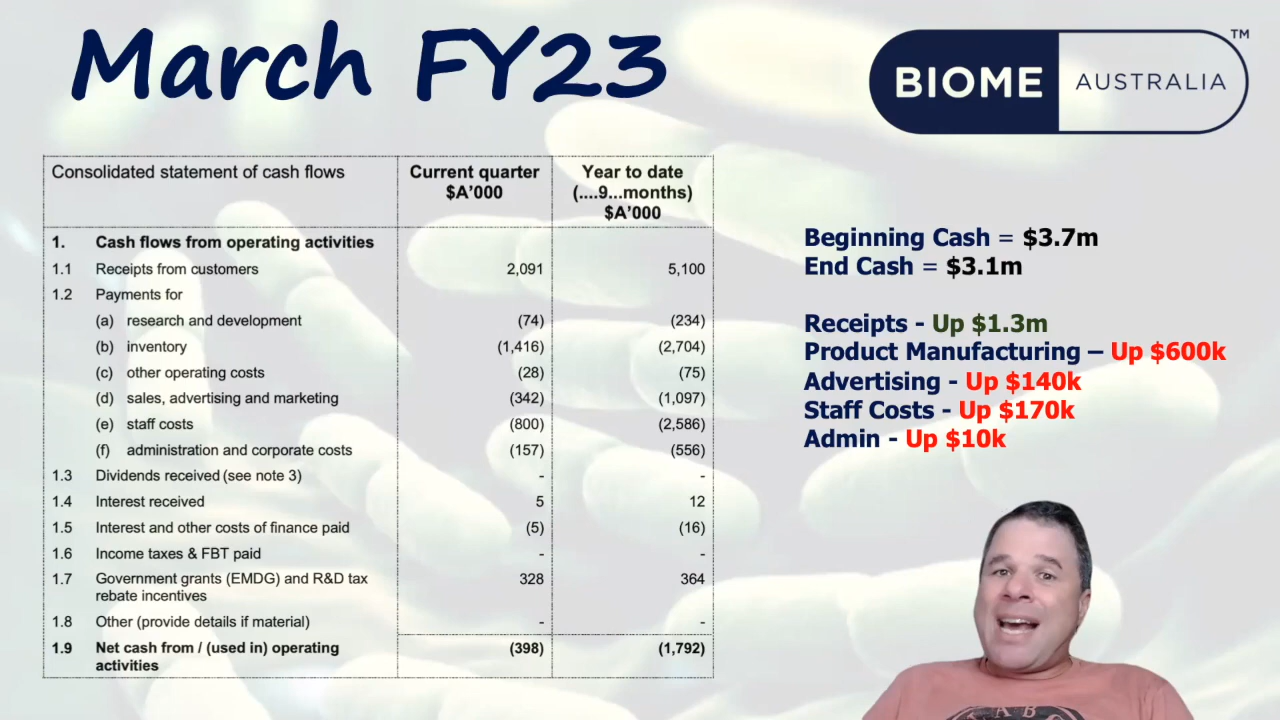 March FY23
BIOME AUSTRALIA TM
Consolidated statement of cash flows
Current quarter
$A'000
Year to date
(....9...months)
$A'000
1. Cash flows from operating activities
1.1 Receipts from customers 2,091 5,100
1.2 Payments for
(a) research and development (74) (234)
(b) inventory (1,416) (2,704)
(c) other operating costs (28) (75)
(d) sales, advertising and marketing (342) (1,097)
(e) staff costs (800) (2,586)
(f) administration and corporate costs (157) (556)
1.3 Dividends received (see note 3) - -
1.4 Interest received 5 12
1.5 Interest and other costs of finance paid (5) (16)
1.6 Income taxes & FBT paid - -
1.7 Government grants (EMDG) and R&D tax 328 364
rebate incentives
1.8 Other (provide details if material) - -
1.9 Net cash from / (used in) operating (398) (1,792)
activities
Beginning Cash = $3.7m
End Cash = $3.1m
Receipts - Up $1.3m
Product Manufacturing – Up $600k
Advertising - Up $140k
Staff Costs - Up $170k
Admin - Up $10k